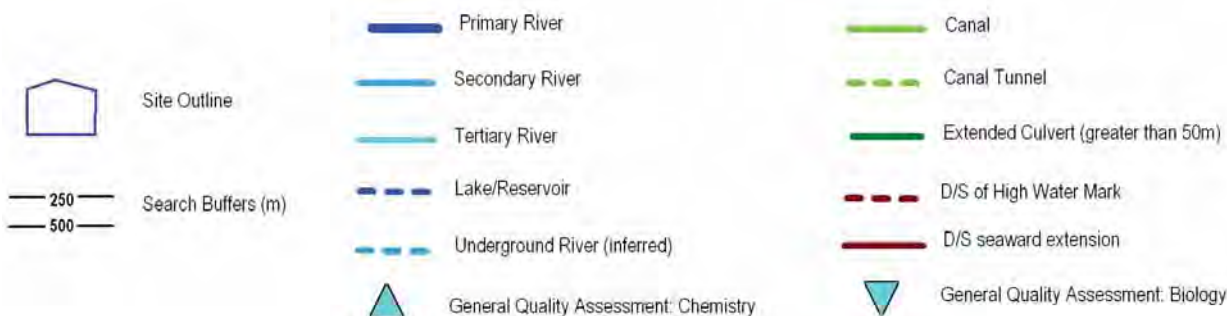 Site Outline
250
500
Search Buffers (m)
Primary River
Secondary River
Tertiary River
Lake/Reservoir
Underground River (inferred)
General Quality Assessment: Chemistry
Canal
Canal Tunnel
Extended Culvert (greater than 50m)
D/S of High Water Mark
D/S seaward extension
General Quality Assessment: Biology